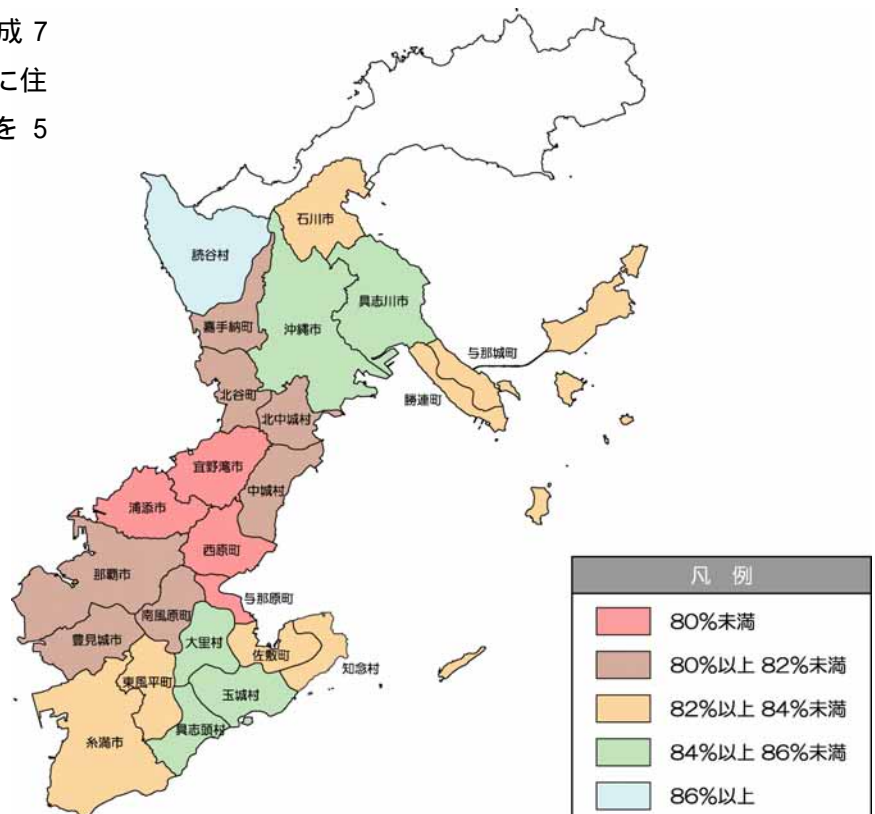 成 7
に住
を 5
石川市
読谷村
具志川市
嘉手納町
沖縄市
与那城町
北谷町
勝連町
北中城村
宜野湾市
中城村
浦添市
西原町
那覇市
与那原町
南風原町
豊見城市
大里村
佐敷町
知念村
東風平町
玉城村
具志頭村
糸満市
凡 例
80%未満
80%以上 82%未満
82%以上 84%未満
84%以上 86%未満
86%以上